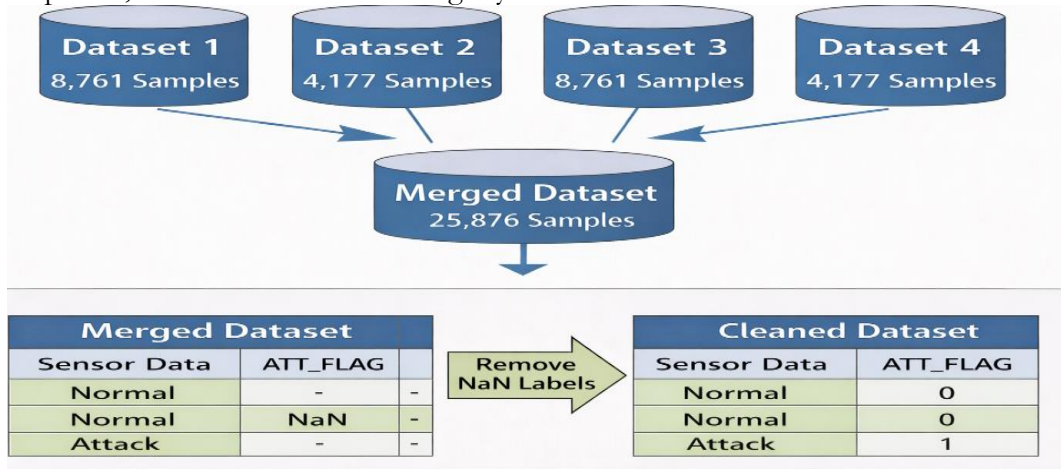 Dataset 1 Dataset 2 Dataset 3 Dataset 4
8,761 Samples 4,177 Samples 8,761 Samples 4,177 Samples
Merged Dataset
25,876 Samples
Merged Dataset
Sensor Data ATT_FLAG
Normal - -
Normal NaN -
Attack - -
Remove
NaN Labels
Cleaned Dataset
Sensor Data ATT_FLAG
Normal 0
Normal 0
Attack 1